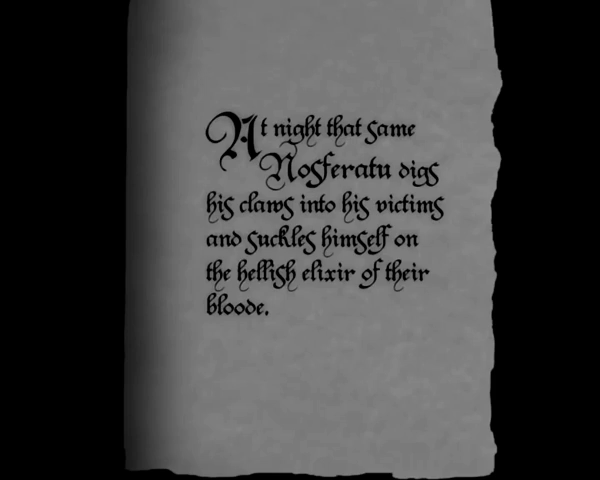 At night that same
Nosferatu digs
his claws into his victims
and suckles himself on
the hellish elixir of their
bloode.